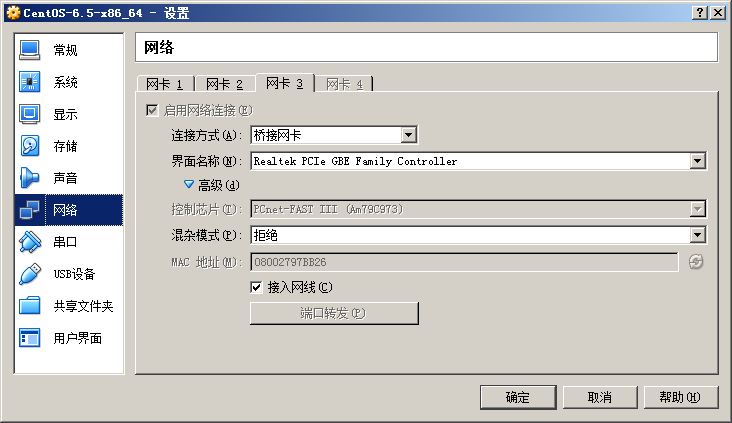 CentOS-6.5-x86_64 - 设置
常规
系统
显示
存储
声音
网络
串口
USB设备
共享文件夹
用户界面
网络
网卡 1 网卡 2 网卡 3 网卡 4
启用网络连接(E)
连接方式(A): 桥接网卡
界面名称(N): Realtek PCIe GBE Family Controller
高级(d)
控制芯片(T): PCnet-FAST III (Am79C973)
混杂模式(P): 拒绝
MAC 地址(M): 08002797BB26
接入网线(C)
端口转发(P)
确定 取消 帮助(H)